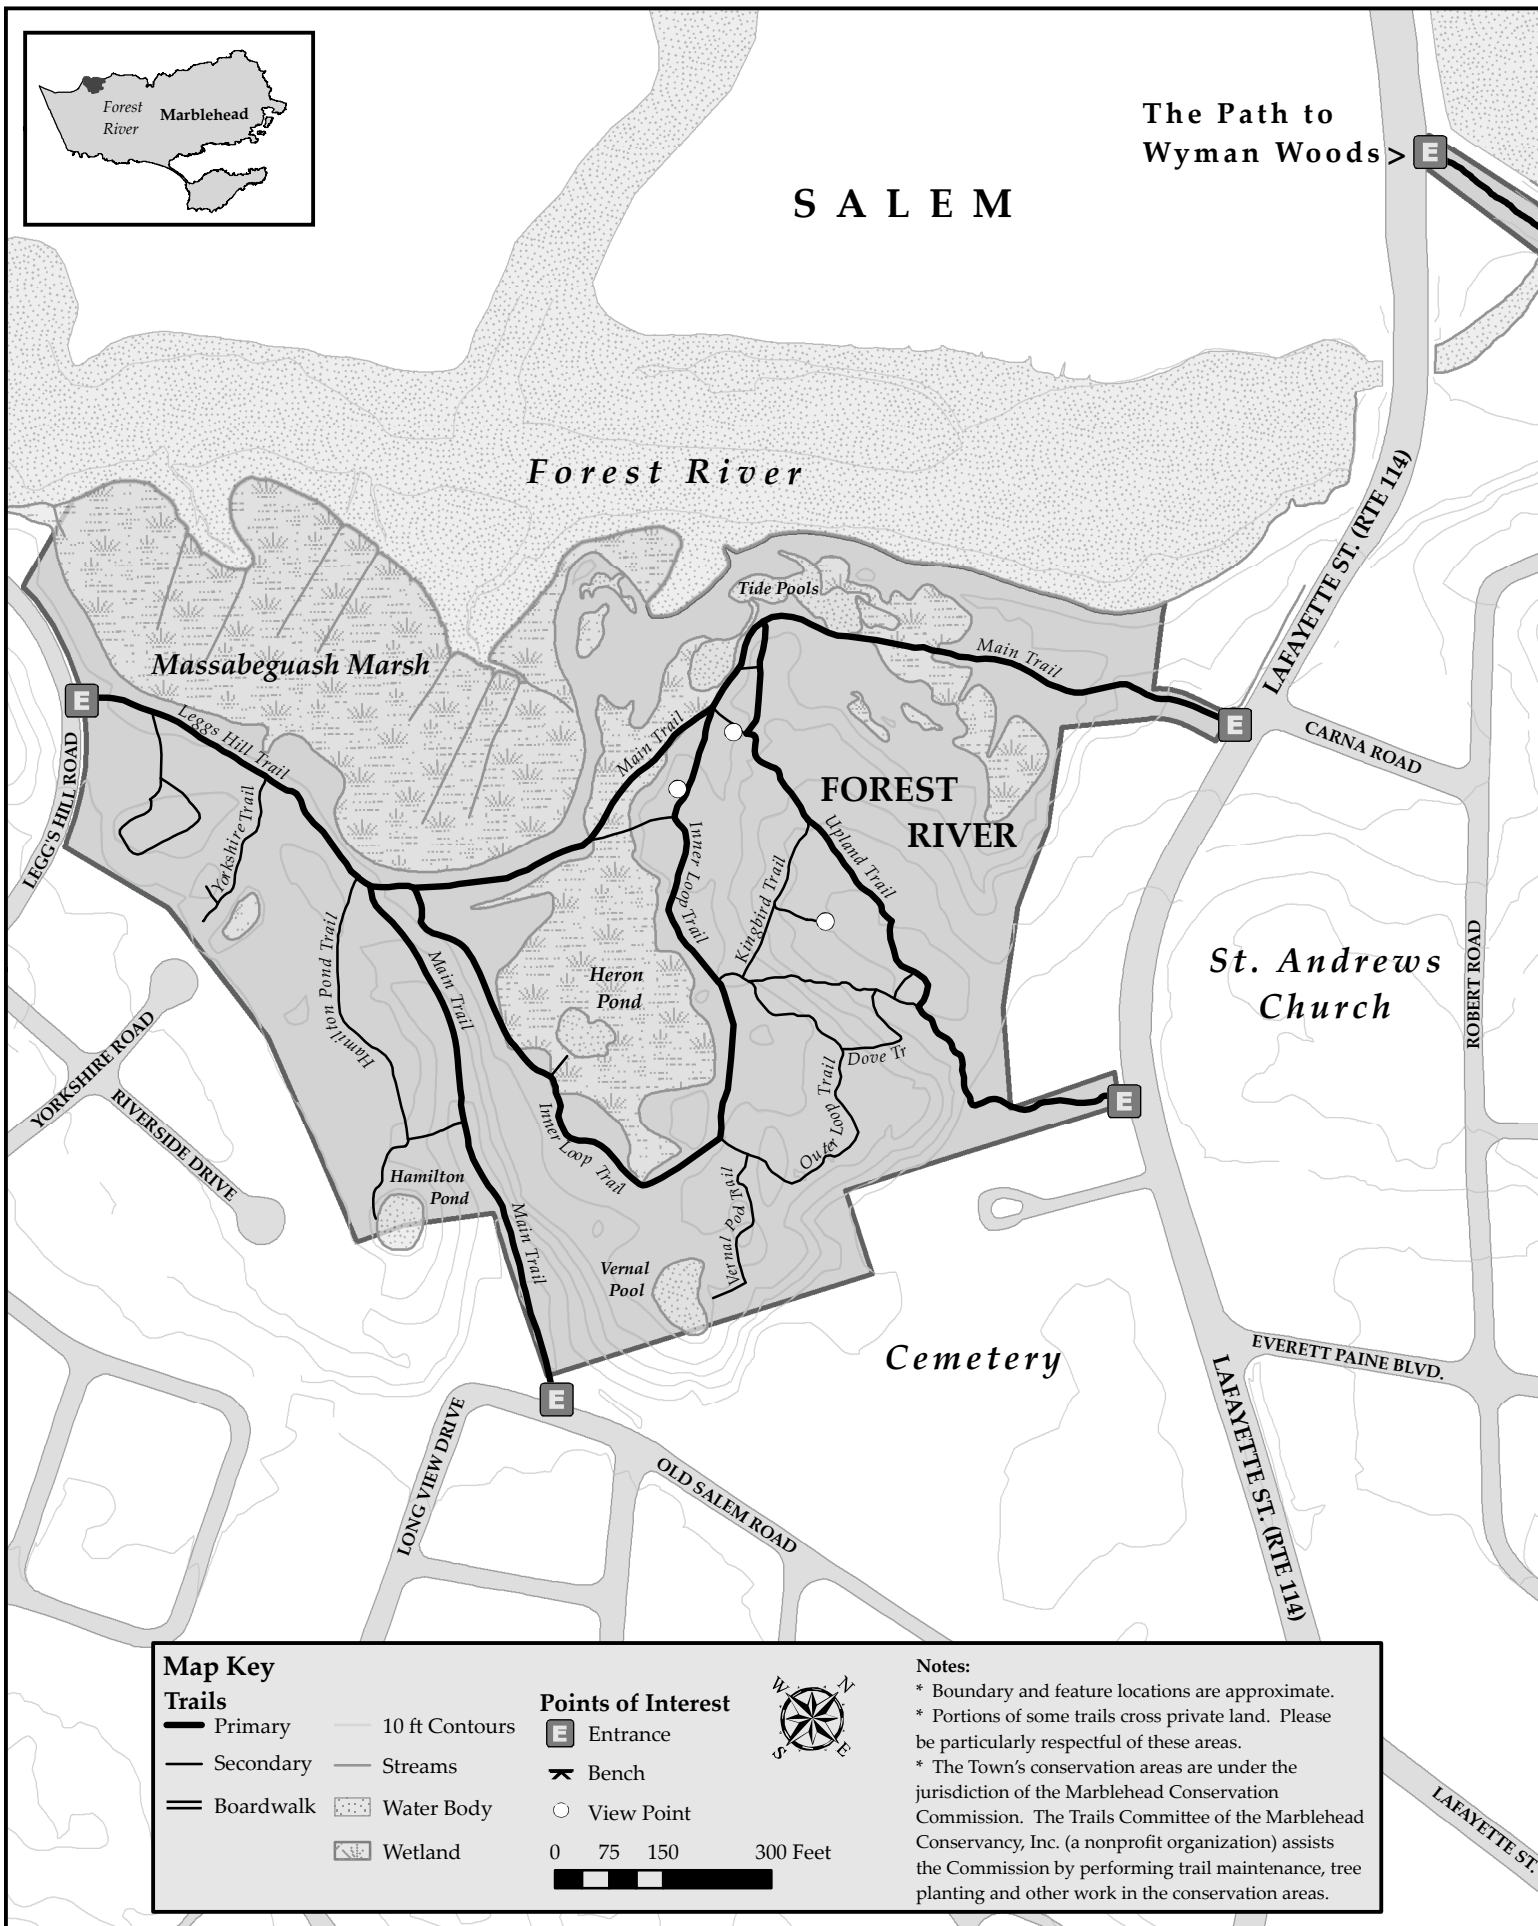 Forest
River
Marblehead
The Path to
Wyman Woods >
E
SALEM
Forest River
LAFAYETTE ST. (RTE 114)
Tide Pools
Massabeguash Marsh
Main Trail
E
Leggs Hill Trail
Main Trail
E
CARNA ROAD
LEGG'S HILL ROAD
Yorkshire Trail
FOREST
RIVER
Inner Loop Trail
Upland Trail
Kingbird Trail
Hamilton Pond Trail
Main Trail
Heron
Pond
St. Andrews
Church
ROBERT ROAD
YORKSHIRE ROAD
Dove Tr
RIVERSIDE DRIVE
Inner Loop Trail
Outer Loop Trail
E
Hamilton
Pond
Main Trail
Vernal Pool Trail
Vernal
Pool
Cemetery
EVERETT PAINE BLVD.
E
LONG VIEW DRIVE
OLD SALEM ROAD
LAFAYETTE ST. (RTE 114)
LAFAYETTE ST.
Map Key
Trails
Primary
Secondary
Boardwalk
10 ft Contours
Streams
Water Body
Wetland
Points of Interest
E Entrance
Bench
View Point
0 75 150 300 Feet
W N
S E
Notes:
* Boundary and feature locations are approximate.
* Portions of some trails cross private land. Please
be particularly respectful of these areas.
* The Town's conservation areas are under the
jurisdiction of the Marblehead Conservation
Commission. The Trails Committee of the Marblehead
Conservancy, Inc. (a nonprofit organization) assists
the Commission by performing trail maintenance, tree
planting and other work in the conservation areas.